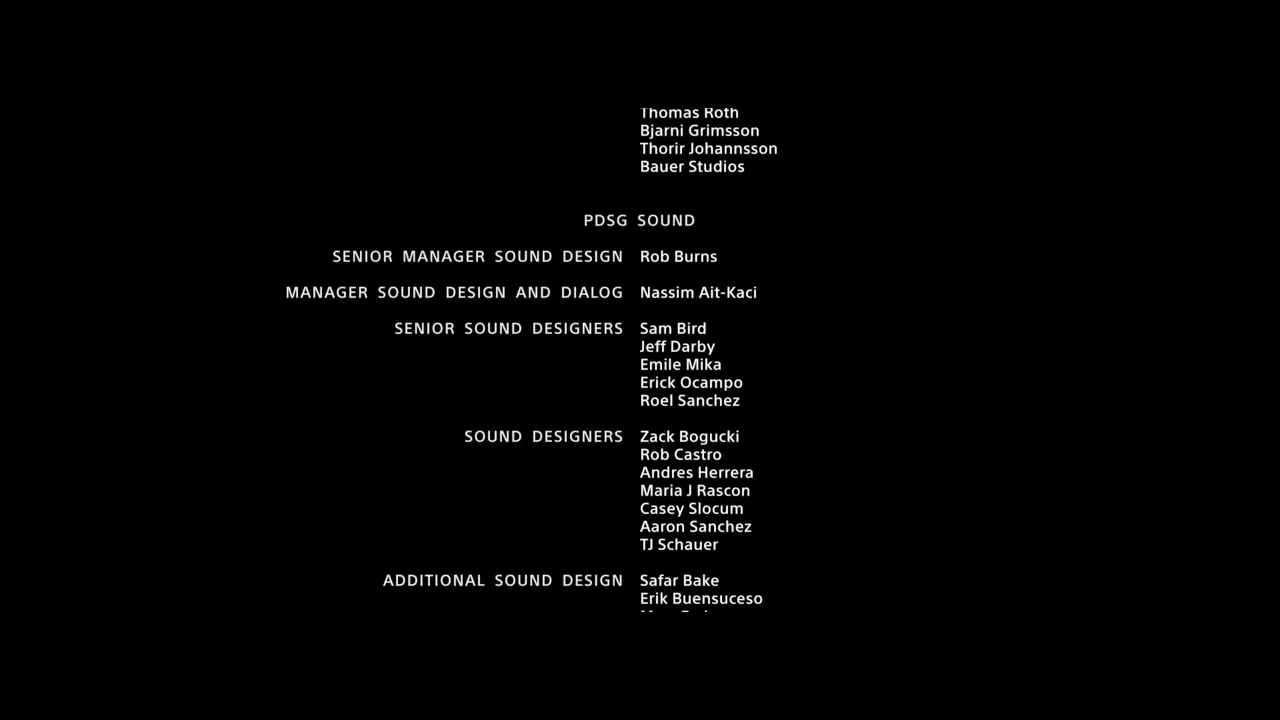 Thomas Roth
Bjarni Grimsson
Thorir Johannsson
Bauer Studios
PDSG SOUND
SENIOR MANAGER SOUND DESIGN Rob Burns
MANAGER SOUND DESIGN AND DIALOG Nassim Ait-Kaci
SENIOR SOUND DESIGNERS Sam Bird
Jeff Darby
Emile Mika
Erick Ocampo
Roel Sanchez
SOUND DESIGNERS Zack Bogucki
Rob Castro
Andres Herrera
Maria J Rascon
Casey Slocum
Aaron Sanchez
TJ Schauer
ADDITIONAL SOUND DESIGN Safar Bake
Erik Buensuceso